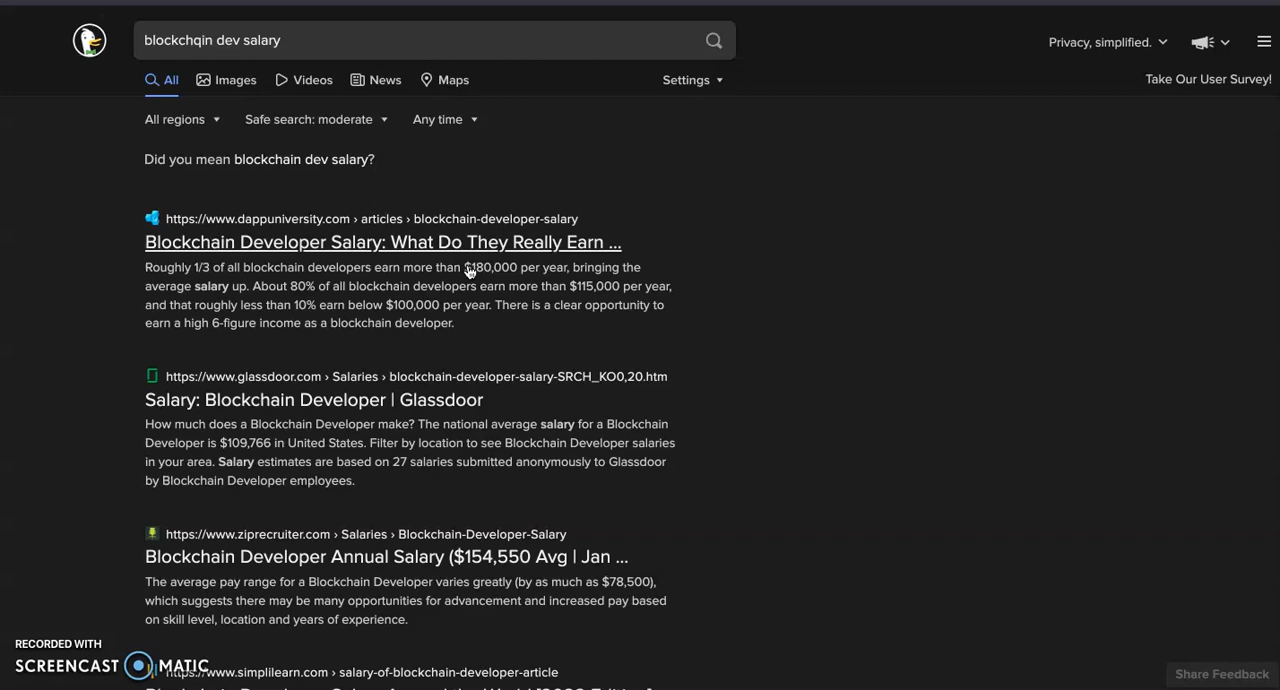 blockchqin dev salary
Privacy, simplified.
All Images Videos News Maps Settings
Take Our User Survey!
All regions Safe search: moderate Any time
Did you mean blockchain dev salary?
https://www.dappuniversity.com › articles › blockchain-developer-salary
Blockchain Developer Salary: What Do They Really Earn ...
Roughly 1/3 of all blockchain developers earn more than $180,000 per year, bringing the
average salary up. About 80% of all blockchain developers earn more than $115,000 per year,
and that roughly less than 10% earn below $100,000 per year. There is a clear opportunity to
earn a high 6-figure income as a blockchain developer.
https://www.glassdoor.com › Salaries › blockchain-developer-salary-SRCH_KO0,20.htm
Salary: Blockchain Developer | Glassdoor
How much does a Blockchain Developer make? The national average salary for a Blockchain
Developer is $109,766 in United States. Filter by location to see Blockchain Developer salaries
in your area. Salary estimates are based on 27 salaries submitted anonymously to Glassdoor
by Blockchain Developer employees.
https://www.ziprecruiter.com › Salaries › Blockchain-Developer-Salary
Blockchain Developer Annual Salary ($154,550 Avg | Jan ...
The average pay range for a Blockchain Developer varies greatly (by as much as $78,500),
which suggests there may be many opportunities for advancement and increased pay based
on skill level, location and years of experience.
RECORDED WITH
SCREENCAST MATIC
www.simplilearn.com › salary-of-blockchain-developer-article
Share Feedback